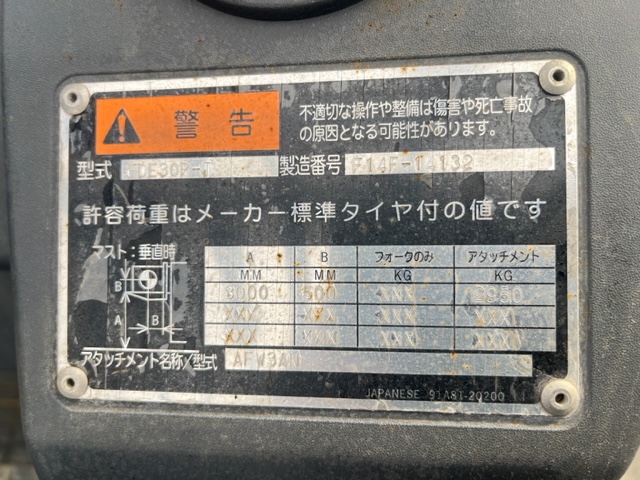 警告
不適切な操作や整備は傷害や死亡事故
の原因となる可能性があります。
型式 製造番号 F14F-14132
許容荷重はメーカー標準タイヤ付の値です
マスト:垂直時
A B フォークのみ アタッチメント
MM MM KG KG
3000 500
XXX XXX XXX XXX
XXX XXX XXX XXX
B
A
B
アタッチメント名称/型式
JAPANESE 91A81-20200